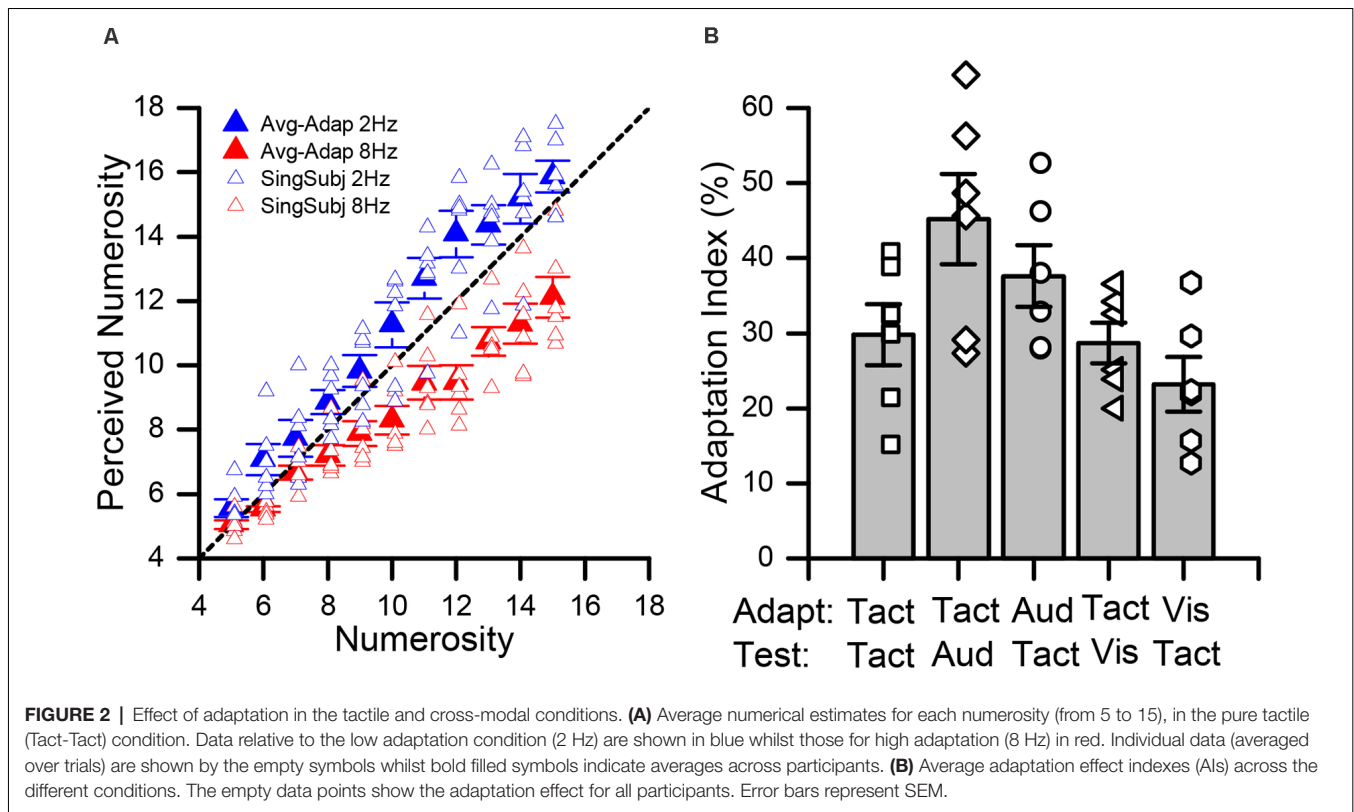 A
B
18
16
14
12
10
8
6
4
Perceived Numerosity
Avg-Adap 2Hz
Avg-Adap 8Hz
SingSubj 2Hz
SingSubj 8Hz
4 6 8 10 12 14 16 18
Numerosity
60
50
40
30
20
10
0
Adaptation Index (%)
Adapt: Tact Tact Aud Tact Vis
Test: Tact Aud Tact Vis Tact
FIGURE 2 | Effect of adaptation in the tactile and cross-modal conditions. (A) Average numerical estimates for each numerosity (from 5 to 15), in the pure tactile
(Tact-Tact) condition. Data relative to the low adaptation condition (2 Hz) are shown in blue whilst those for high adaptation (8 Hz) in red. Individual data (averaged
over trials) are shown by the empty symbols whilst bold filled symbols indicate averages across participants. (B) Average adaptation effect indexes (AIs) across the
different conditions. The empty data points show the adaptation effect for all participants. Error bars represent SEM.